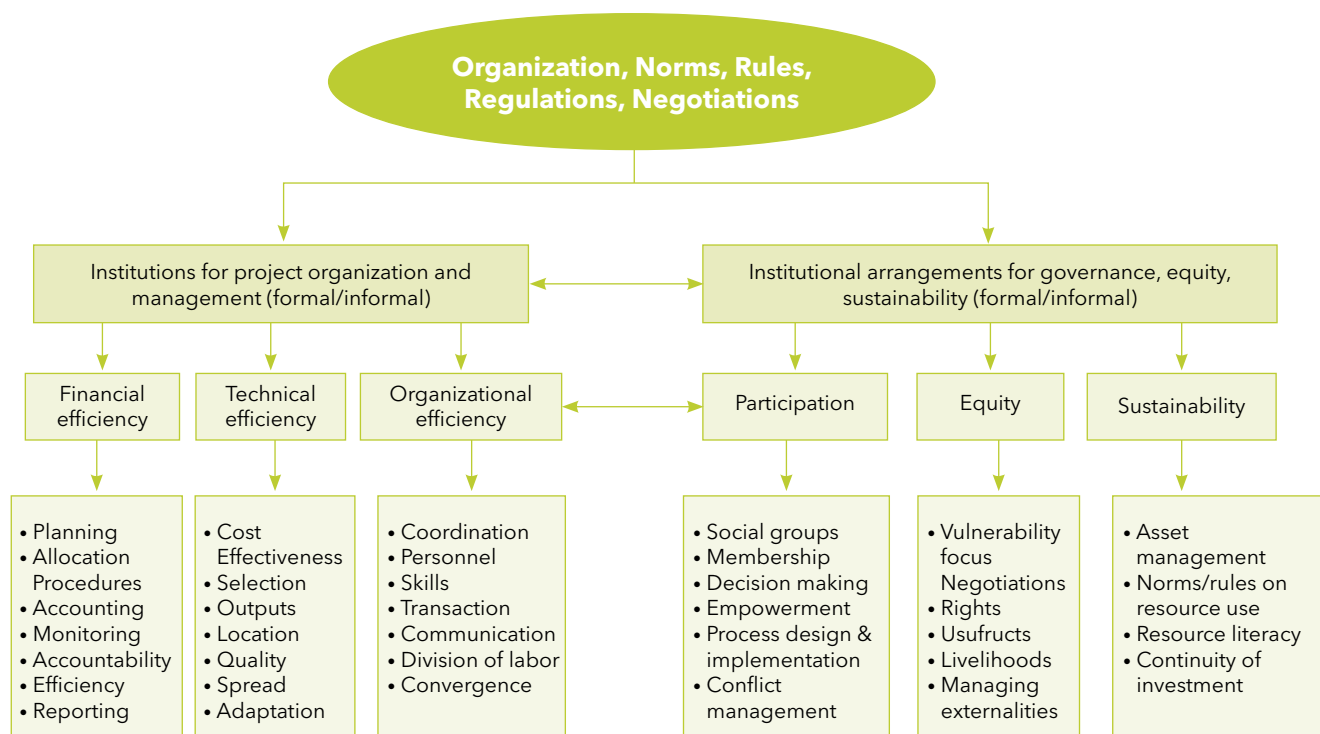 Organization, Norms, Rules,
Regulations, Negotiations
Institutions for project organization and
management (formal/informal)
Institutional arrangements for governance, equity,
sustainability (formal/informal)
Financial
efficiency
Technical
efficiency
Organizational
efficiency
Participation
Equity
Sustainability
• Planning
• Allocation
Procedures
• Accounting
• Monitoring
• Accountability
• Efficiency
• Reporting
• Cost
Effectiveness
• Selection
• Outputs
• Location
• Quality
• Spread
• Adaptation
• Coordination
• Personnel
• Skills
• Transaction
• Communication
• Division of labor
• Convergence
• Social groups
• Membership
• Decision making
• Empowerment
• Process design &
implementation
• Conflict
management
• Vulnerability
focus
Negotiations
• Rights
• Usufructs
• Livelihoods
• Managing
externalities
• Asset
management
• Norms/rules on
resource use
• Resource literacy
• Continuity of
investment